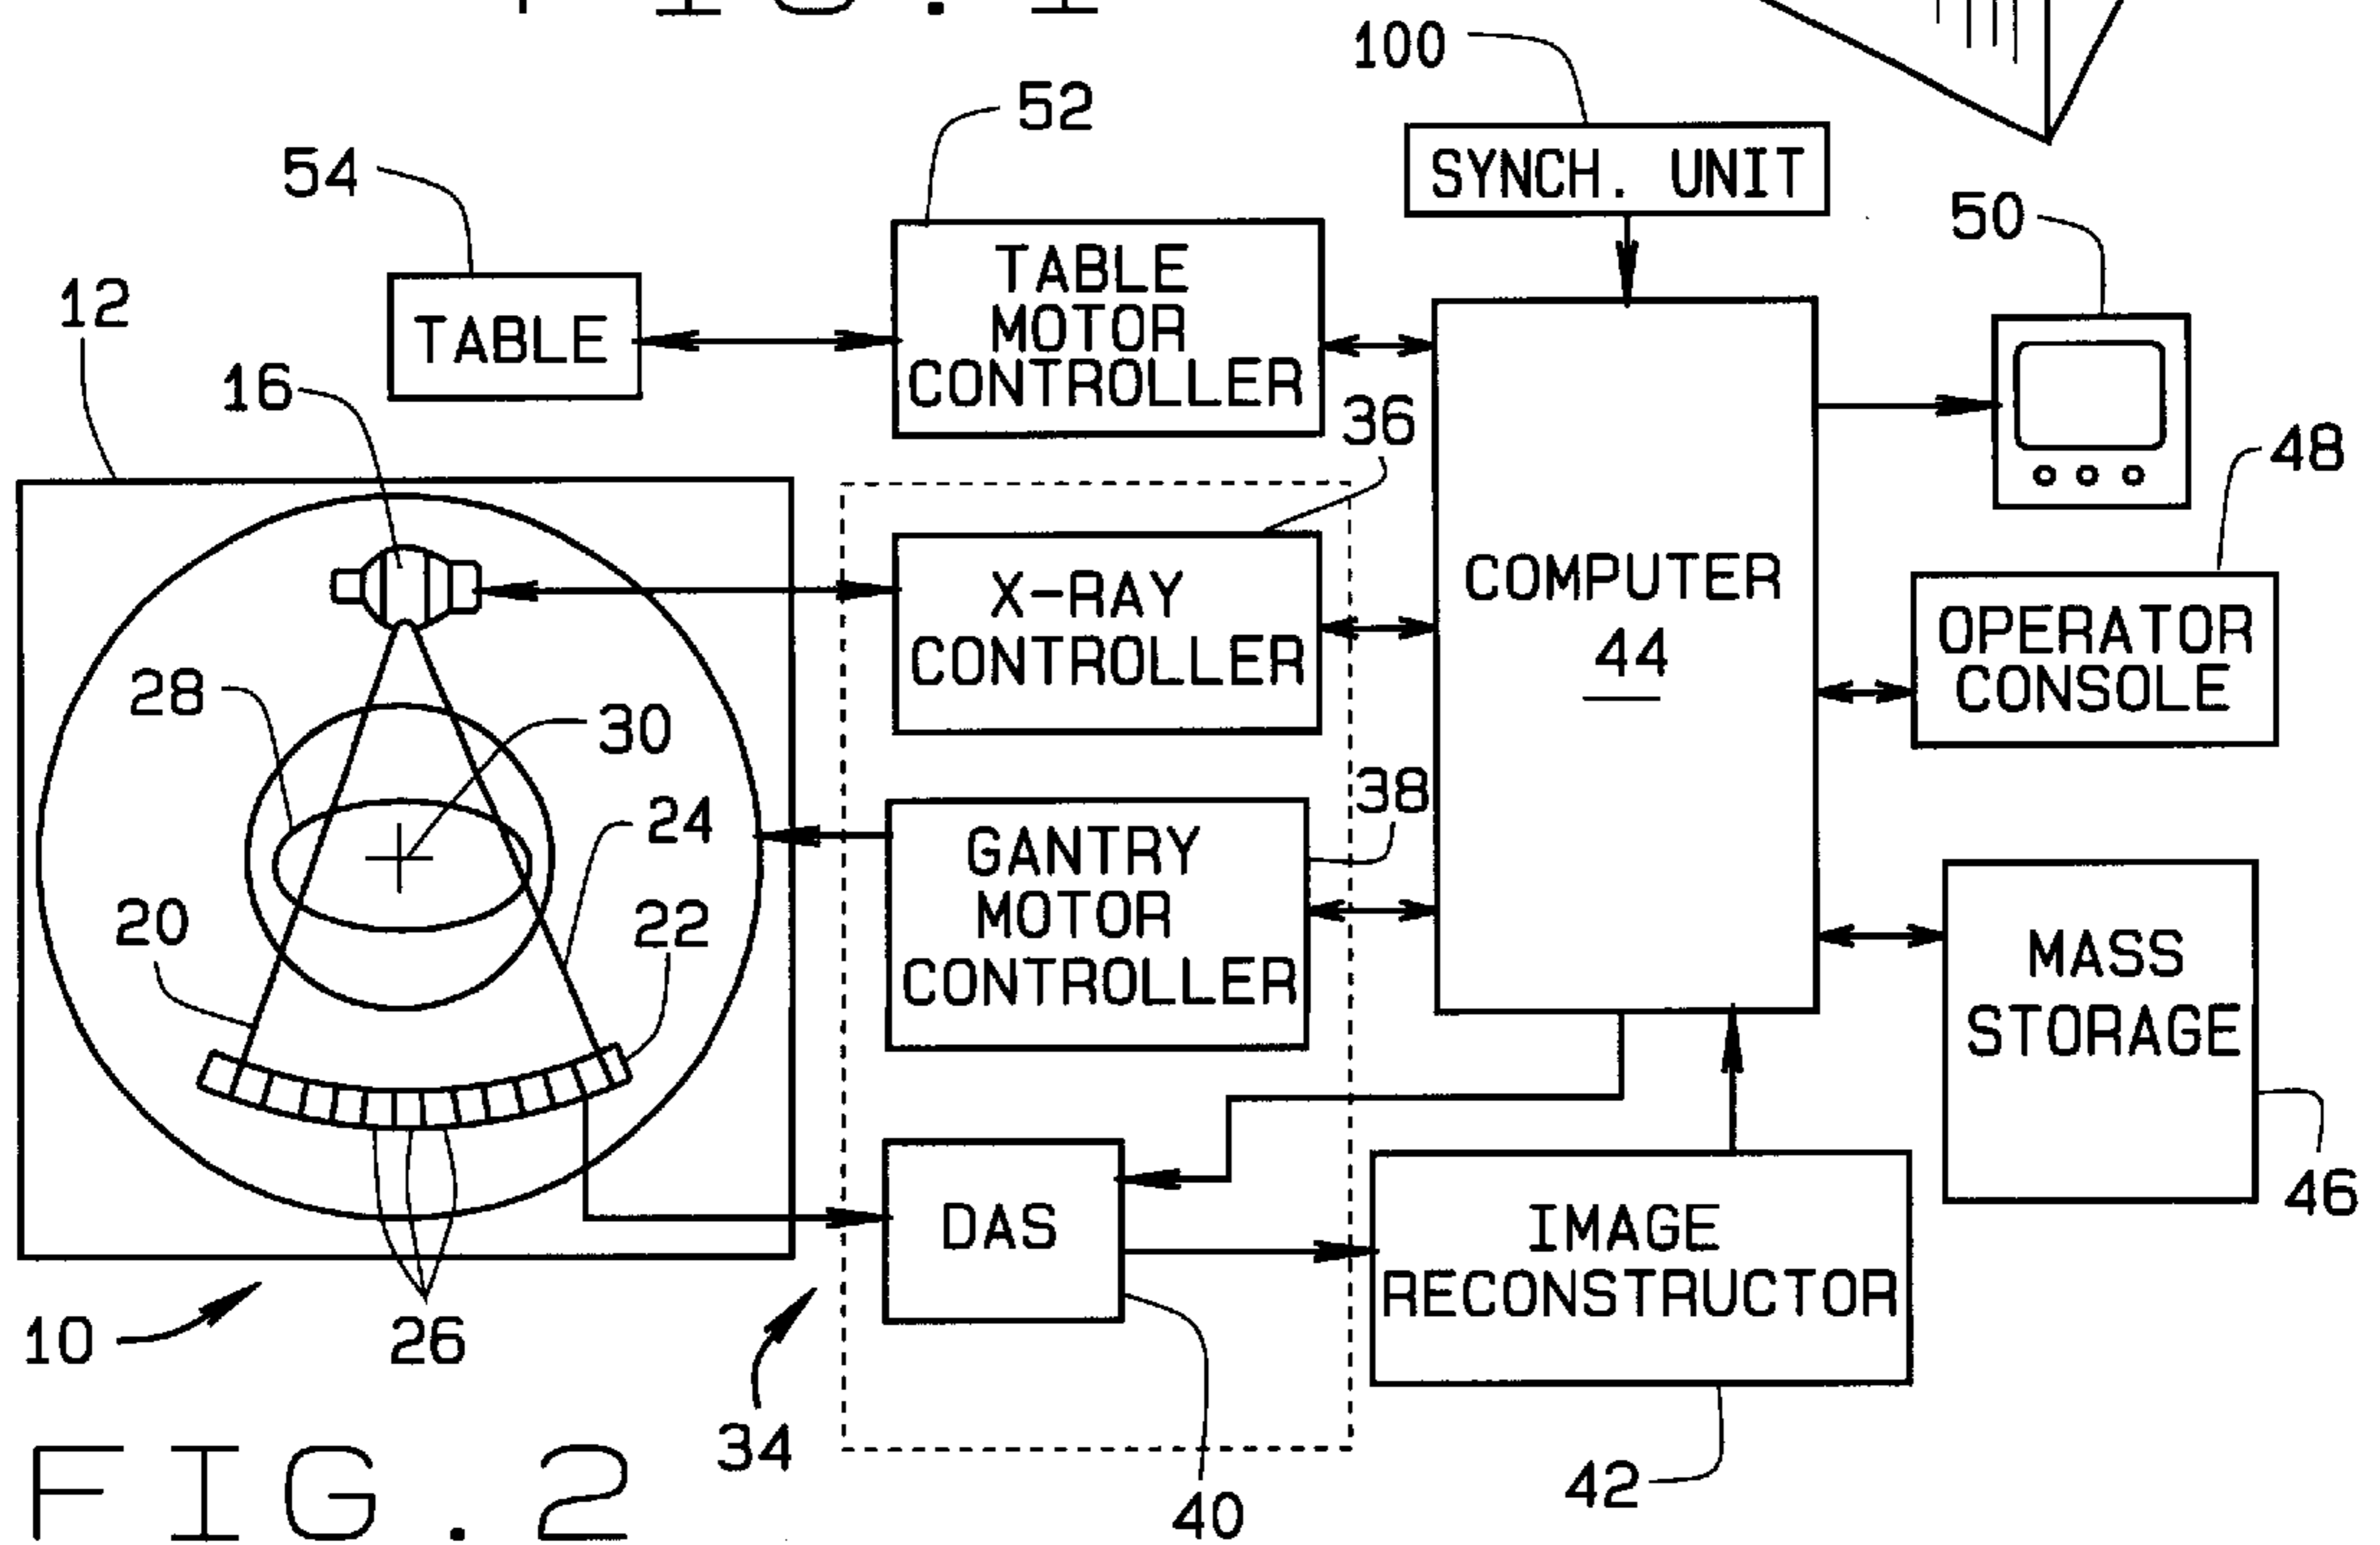 FIG.1
100
52
SYNCH. UNIT
54
50
TABLE
MOTOR
CONTROLLER
12
TABLE
16
36
48
X-RAY
CONTROLLER
COMPUTER
44
OPERATOR
CONSOLE
28
30
38
24
GANTRY
MOTOR
CONTROLLER
20
22
MASS
STORAGE
46
DAS
IMAGE
RECONSTRUCTOR
10
26
34
42
40
FIG.2